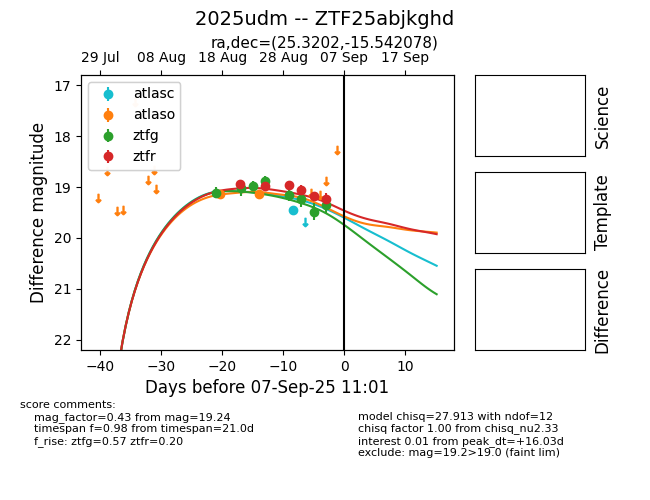 2025udm -- ZTF25abjkghd
ra,dec=(25.3202,-15.542078)
29 Jul 08 Aug 18 Aug 28 Aug 07 Sep 17 Sep
atlasc
atlaso
ztfg
ztfr
17
18
19
20
21
22
Difference magnitude
−40 −30 −20 −10 0 10
Days before 07-Sep-25 11:01
Science
Template
Difference
score comments:
mag_factor=0.43 from mag=19.24
timespan f=0.98 from timespan=21.0d
f_rise: ztfg=0.57 ztfr=0.20
model chisq=27.913 with ndof=12
chisq factor 1.00 from chisq_nu2.33
interest 0.01 from peak_dt=+16.03d
exclude: mag=19.2>19.0 (faint lim)